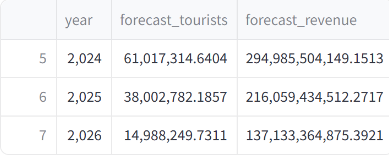 year forecast_tourists forecast_revenue
5 2,024 61,017,314.6404 294,985,504,149.1513
6 2,025 38,002,782.1857 216,059,434,512.2717
7 2,026 14,988,249.7311 137,133,364,875.3921